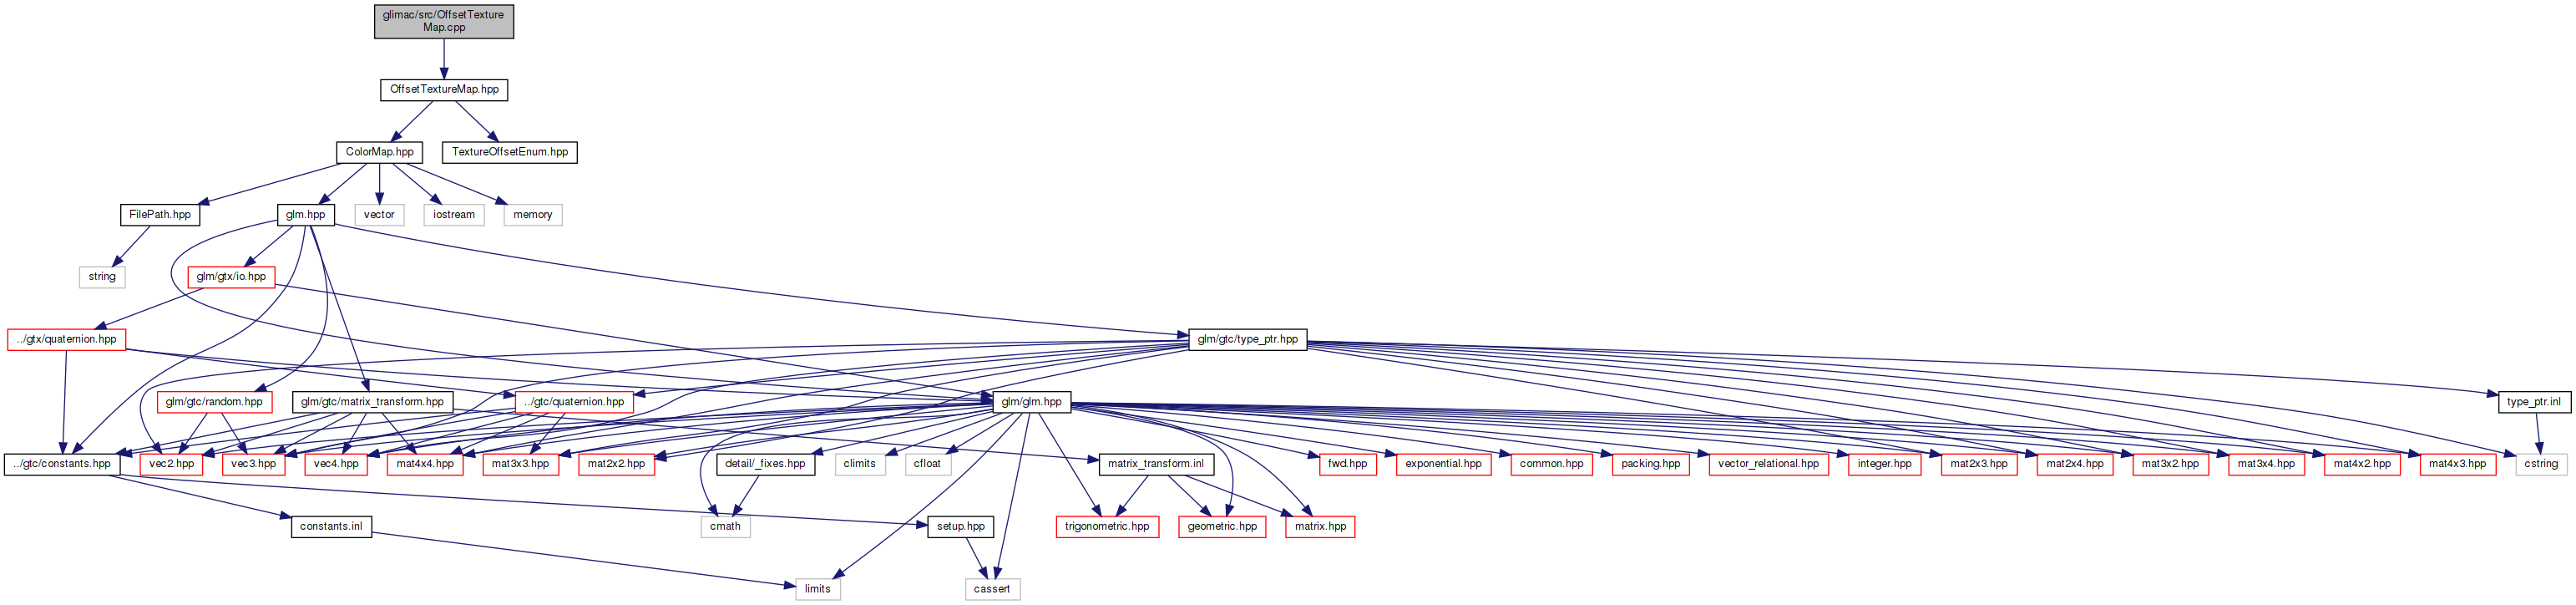 glimac/src/OffsetTexture
Map.cpp
OffsetTextureMap.hpp
ColorMap.hpp
TextureOffsetEnum.hpp
FilePath.hpp
glm.hpp
vector
iostream
memory
string
glm/gtx/io.hpp
../gtx/quaternion.hpp
glm/gtc/type_ptr.hpp
glm/gtc/random.hpp
glm/gtc/matrix_transform.hpp
../gtc/quaternion.hpp
glm/glm.hpp
type_ptr.inl
../gtc/constants.hpp
vec2.hpp
vec3.hpp
vec4.hpp
mat4x4.hpp
mat3x3.hpp
mat2x2.hpp
detail/_fixes.hpp
climits
cfloat
matrix_transform.inl
fwd.hpp
exponential.hpp
common.hpp
packing.hpp
vector_relational.hpp
integer.hpp
mat2x3.hpp
mat2x4.hpp
mat3x2.hpp
mat3x4.hpp
mat4x2.hpp
mat4x3.hpp
cstring
constants.inl
cmath
setup.hpp
trigonometric.hpp
geometric.hpp
matrix.hpp
limits
cassert